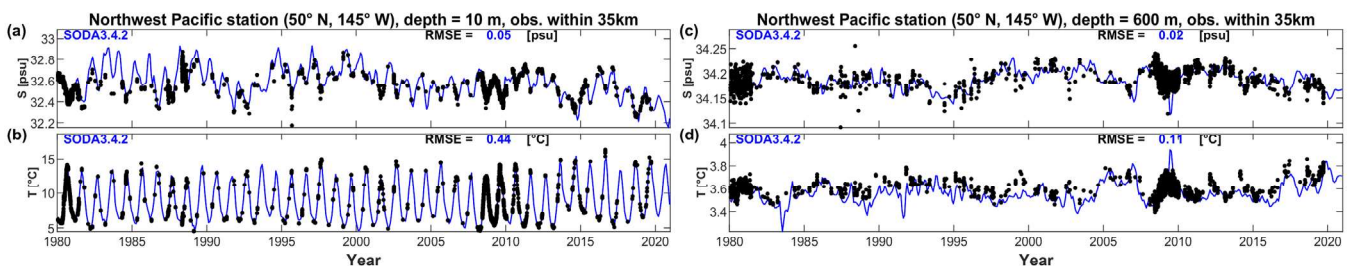 Northwest Pacific station (50° N, 145° W), depth = 10 m, obs. within 35km
(a)
SODA3.4.2
RMSE = 0.05 [psu]
33
32.8
32.6
32.4
32.2
S [psu]
(b)
SODA3.4.2
RMSE = 0.44 [°C]
15
10
5
T [°C]
1980 1985 1990 1995 2000 2005 2010 2015 2020
Year
Northwest Pacific station (50° N, 145° W), depth = 600 m, obs. within 35km
(c)
SODA3.4.2
RMSE = 0.02 [psu]
34.25
34.2
34.15
34.1
S [psu]
(d)
SODA3.4.2
RMSE = 0.11 [°C]
4
3.8
3.6
3.4
T [°C]
1980 1985 1990 1995 2000 2005 2010 2015 2020
Year